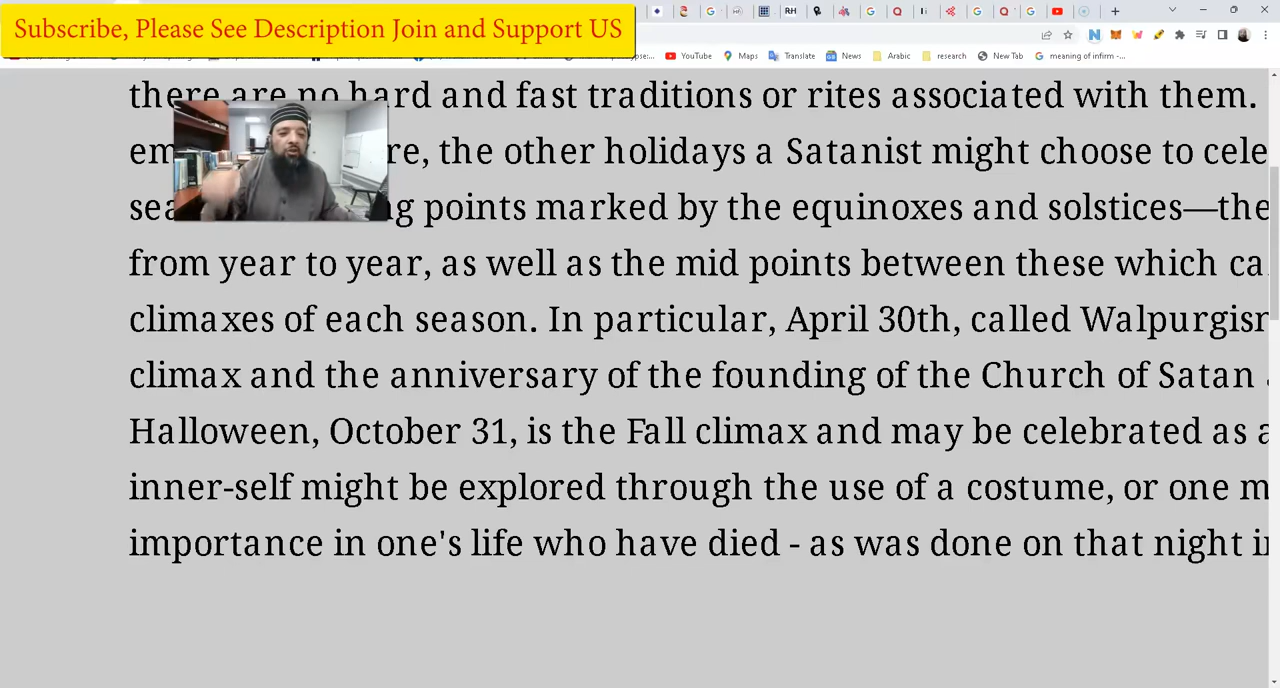 Subscribe, Please See Description Join and Support US
YouTube Maps Translate News Arabic research New Tab meaning of infirm -...
there are no hard and fast traditions or rites associated with them.
the other holidays a Satanist might choose to cele
points marked by the equinoxes and solstices—the
from year to year, as well as the mid points between these which ca
climaxes of each season. In particular, April 30th, called Walpurgisn
climax and the anniversary of the founding of the Church of Satan
Halloween, October 31, is the Fall climax and may be celebrated as a
inner-self might be explored through the use of a costume, or one m
importance in one's life who have died - as was done on that night in